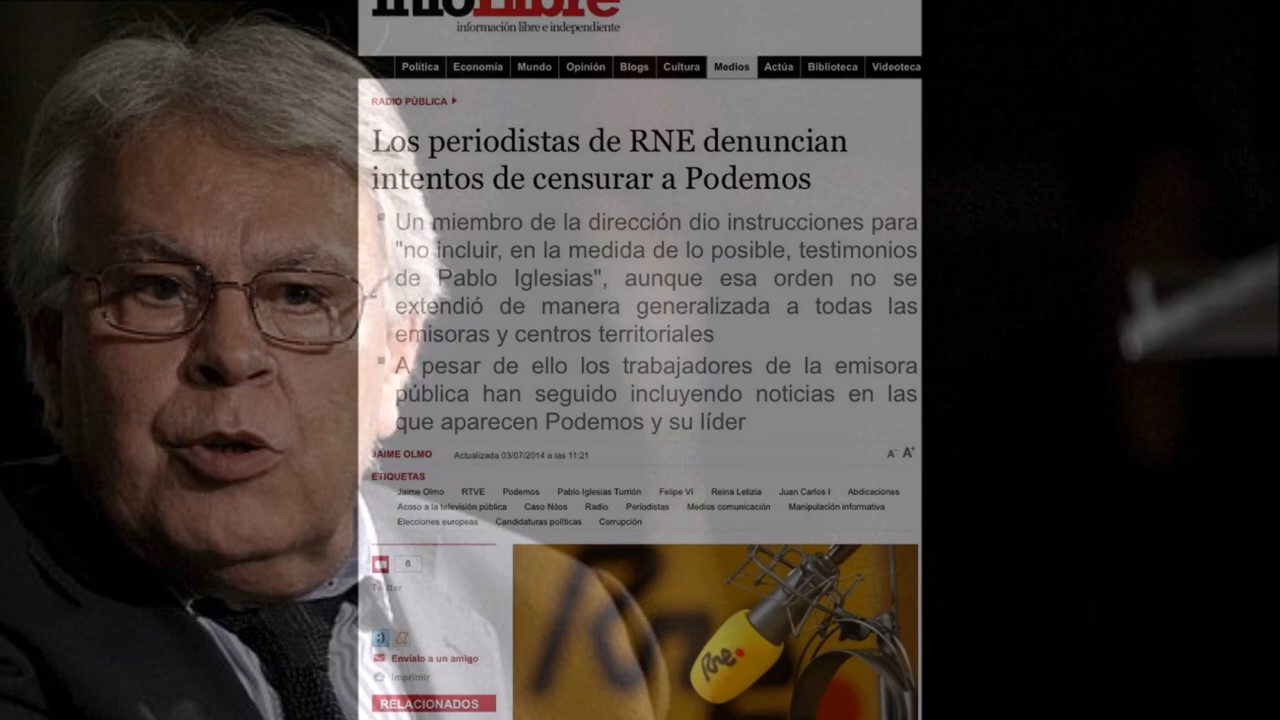 infoLibre
información libre e independiente
Política Economía Mundo Opinión Blogs Cultura Medios Actúa Biblioteca Videoteca
RADIO PÚBLICA
Los periodistas de RNE denuncian
intentos de censurar a Podemos
Un miembro de la dirección dio instrucciones para
"no incluir, en la medida de lo posible, testimonios
de Pablo Iglesias", aunque esa orden no se
extendió de manera generalizada a todas las
emisoras y centros territoriales
A pesar de ello los trabajadores de la emisora
pública han seguido incluyendo noticias en las
que aparecen Podemos y su líder
JAIME OLMO Actualizada 03/07/2014 a las 11:21 A- A+
ETIQUETAS
Jaime Olmo RTVE Podemos Pablo Iglesias Turrión Felipe VI Reina Letizia Juan Carlos I Abdicaciones
Acoso a la televisión pública Caso Nóos Radio Periodistas Medios comunicación Manipulación informativa
Elecciones europeas Candidaturas políticas Corrupción
8
Twitter
Envíalo a un amigo
Imprimir
RELACIONADOS
Rne